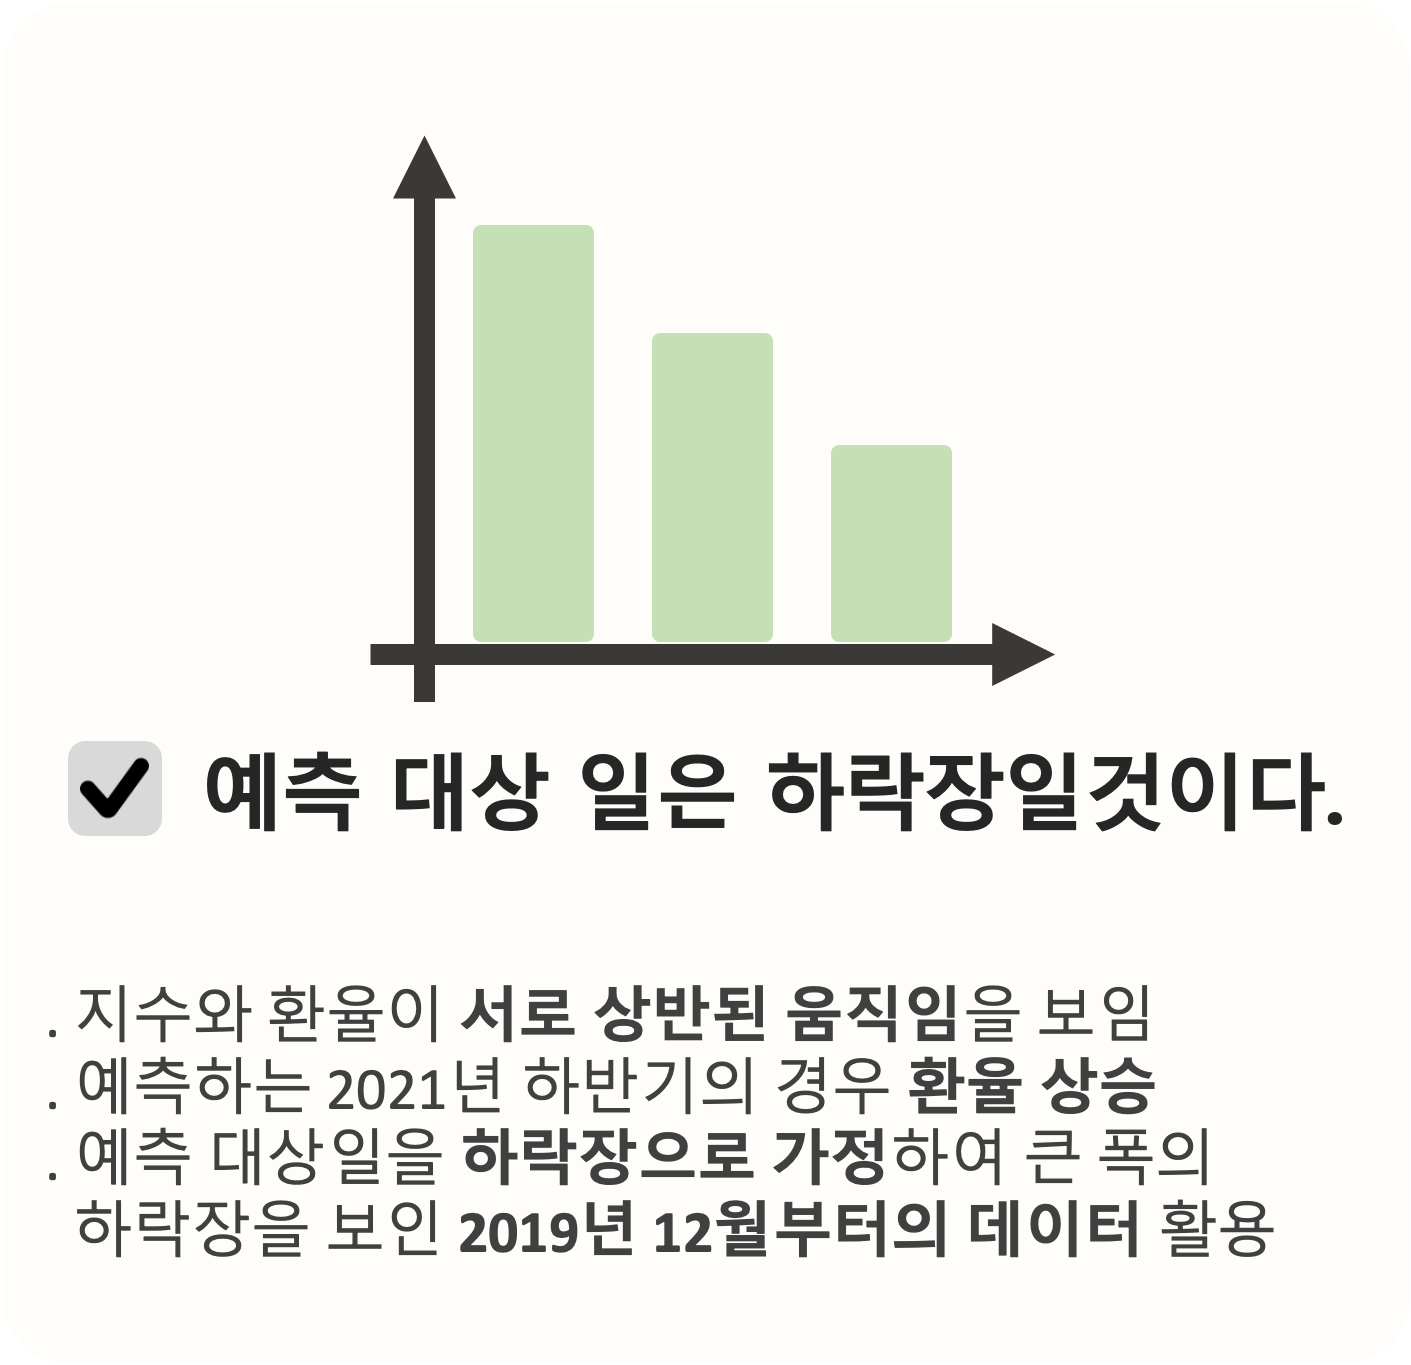 예측 대상 일은 하락장일것이다.
. 지수와 환율이 서로 상반된 움직임을 보임
. 예측하는 2021년 하반기의 경우 환율 상승
. 예측 대상일을 하락장으로 가정하여 큰 폭의
하락장을 보인 2019년 12월부터의 데이터 활용